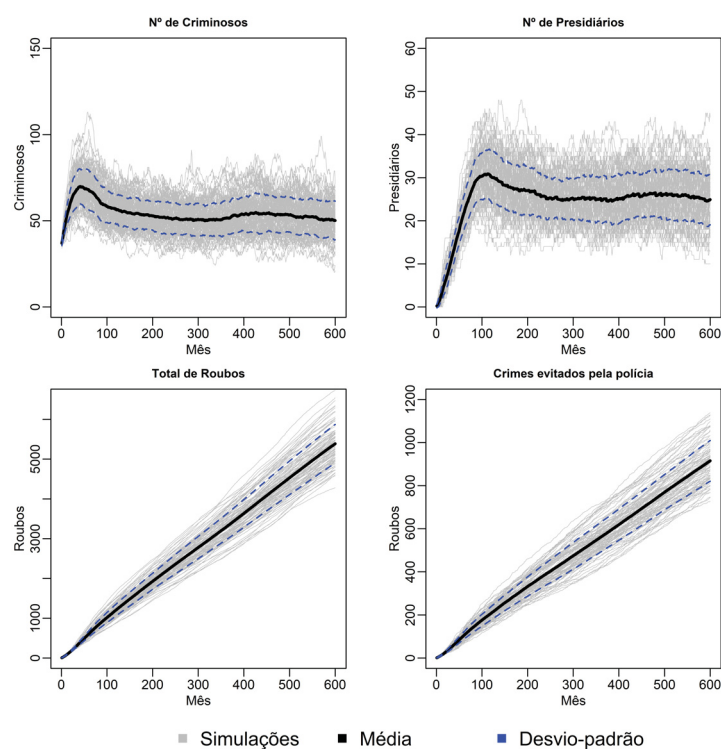 Nº de Criminosos
Nº de Presidiários
150
100
50
0
Criminosos
0 100 200 300 400 500 600
Mês
60
50
40
30
20
10
0
Presidiários
0 100 200 300 400 500 600
Mês
Total de Roubos
Crimes evitados pela polícia
5000
3000
1000
0
Roubos
0 100 200 300 400 500 600
Mês
1200
1000
800
600
400
200
0
Roubos
0 100 200 300 400 500 600
Mês
Simulações Média Desvio-padrão